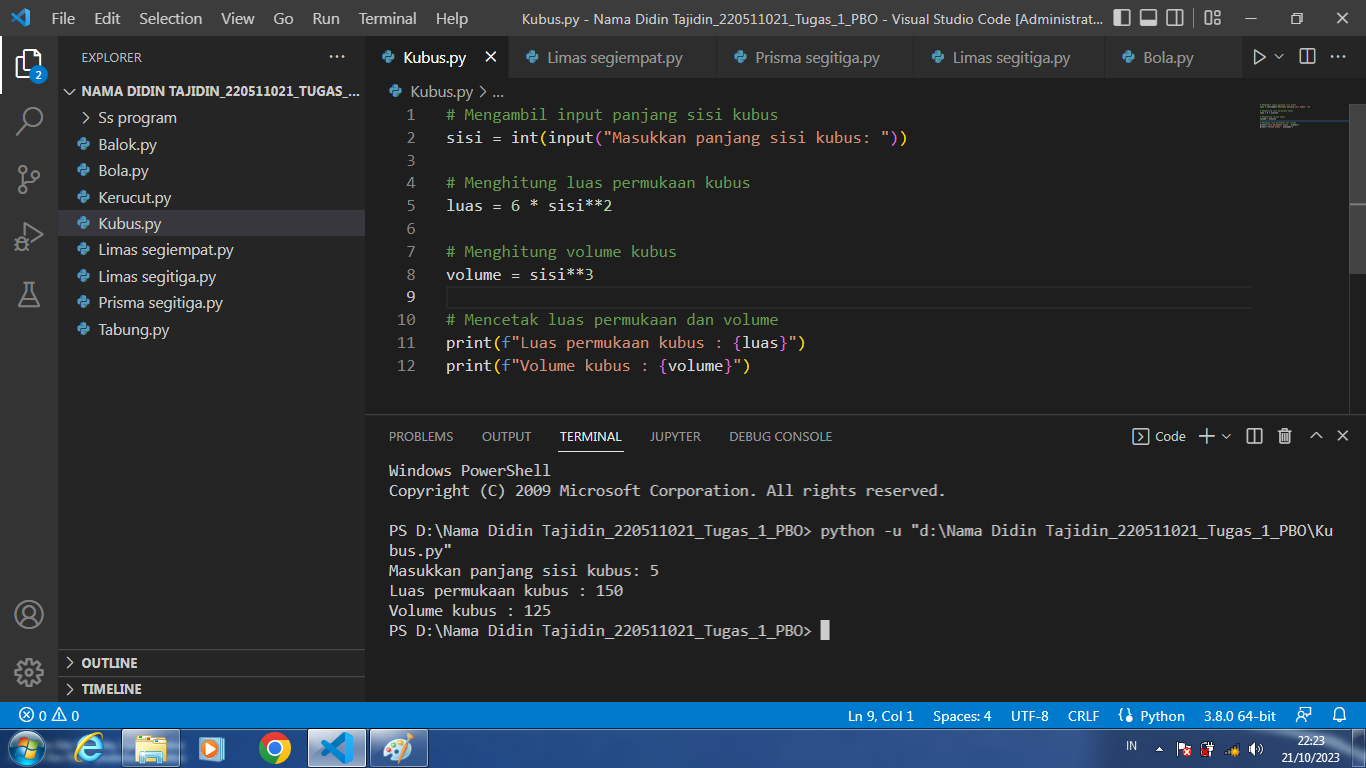 File Edit Selection View Go Run Terminal Help Kubus.py - Nama Didin Tajidin_220511021_Tugas_1_PBO - Visual Studio Code [Administrat...
EXPLORER ...
2
NAMA DIDIN TAJIDIN_220511021_TUGAS_...
Ss program
Balok.py
Bola.py
Kerucut.py
Kubus.py
Limas segiempat.py
Limas segitiga.py
Prisma segitiga.py
Tabung.py
OUTLINE
TIMELINE
Kubus.py Limas segiempat.py Prisma segitiga.py Limas segitiga.py Bola.py ...
Kubus.py > ...
1 # Mengambil input panjang sisi kubus
2 sisi = int(input("Masukkan panjang sisi kubus: "))
3
4 # Menghitung luas permukaan kubus
5 luas = 6 * sisi**2
6
7 # Menghitung volume kubus
8 volume = sisi**3
9
10 # Mencetak luas permukaan dan volume
11 print(f"Luas permukaan kubus : {luas}")
12 print(f"Volume kubus : {volume}")
PROBLEMS OUTPUT TERMINAL JUPYTER DEBUG CONSOLE Code
Windows PowerShell
Copyright (C) 2009 Microsoft Corporation. All rights reserved.
PS D:\Nama Didin Tajidin_220511021_Tugas_1_PBO> python -u "d:\Nama Didin Tajidin_220511021_Tugas_1_PBO\Ku
bus.py"
Masukkan panjang sisi kubus: 5
Luas permukaan kubus : 150
Volume kubus : 125
PS D:\Nama Didin Tajidin_220511021_Tugas_1_PBO>
0 0 Ln 9, Col 1 Spaces: 4 UTF-8 CRLF Python 3.8.0 64-bit
IN 22:23
21/10/2023